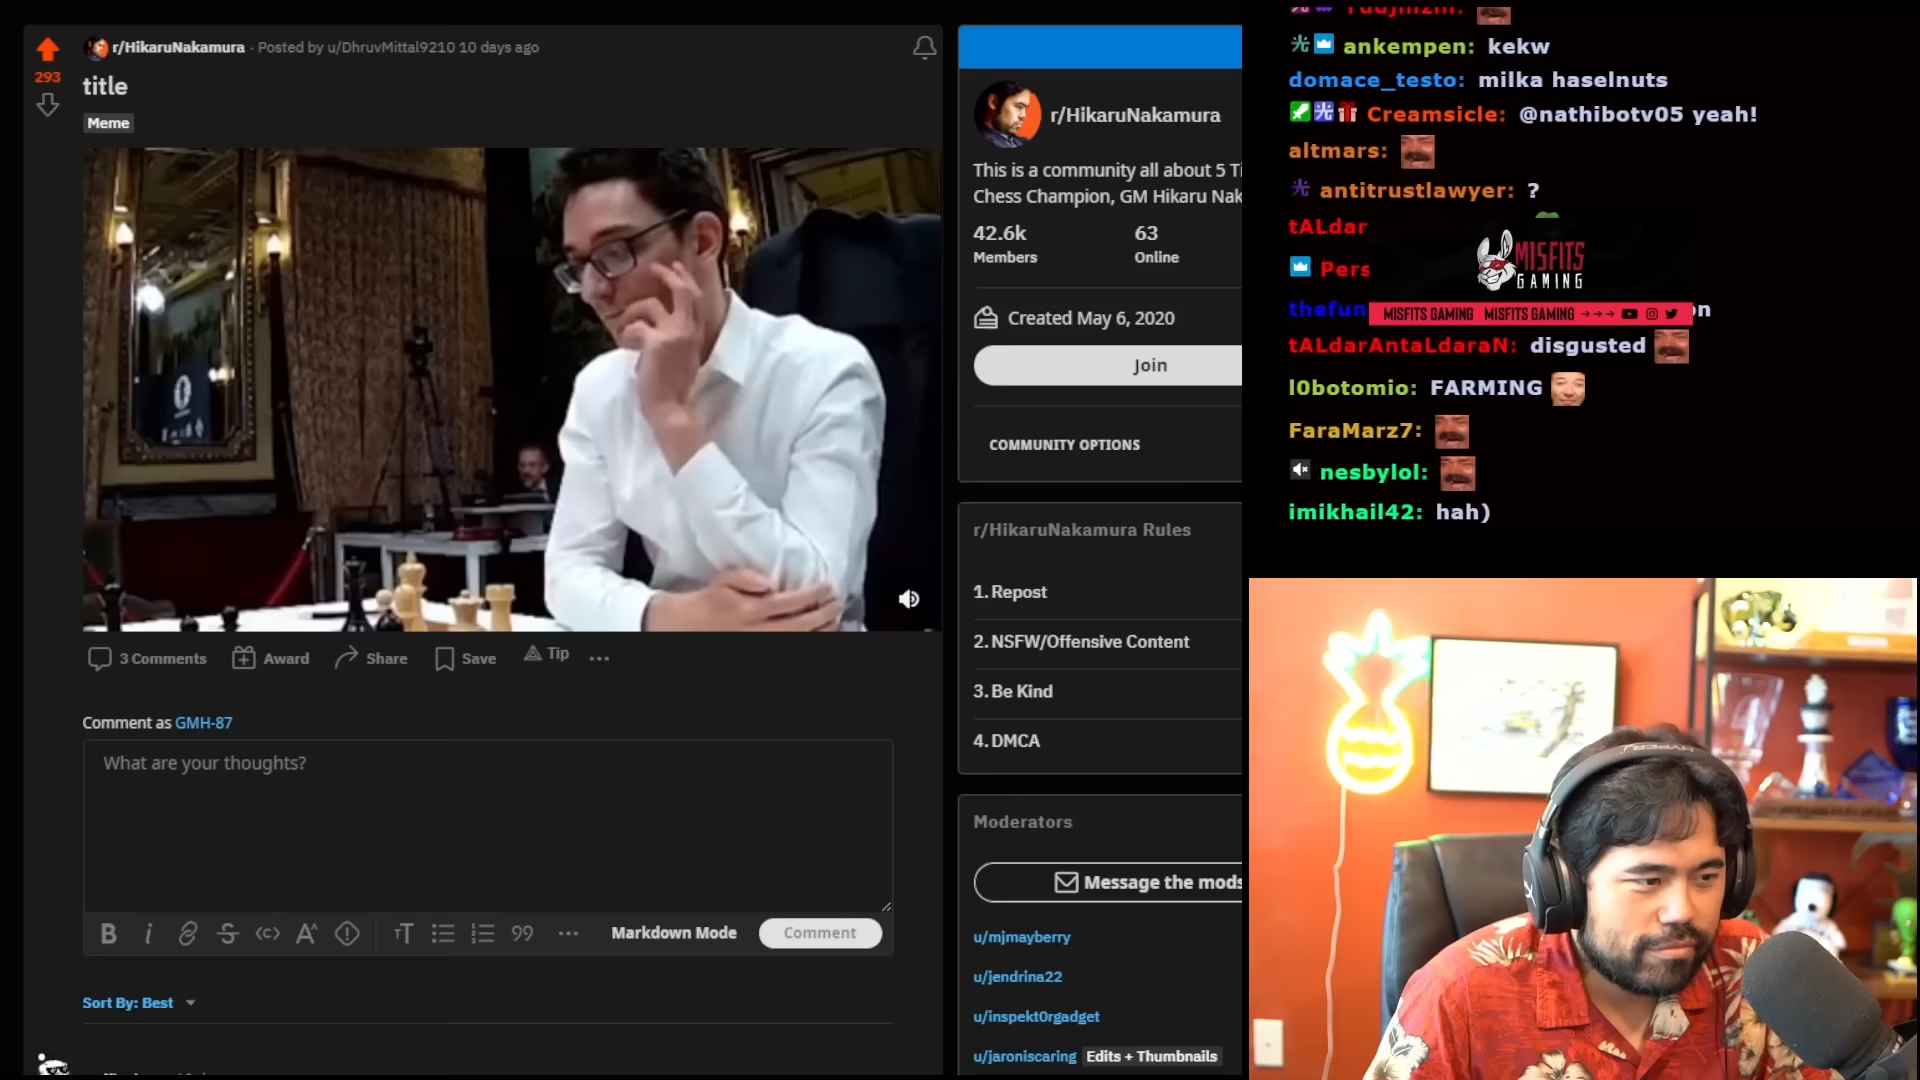 r/HikaruNakamura · Posted by u/DhruvMittal9210 10 days ago
293
title
Meme
3 Comments
Award
Share
Save
Tip
Comment as GMH-87
What are your thoughts?
Markdown Mode
Comment
Sort By: Best
r/HikaruNakamura
This is a community all about 5 Ti
Chess Champion, GM Hikaru Nak
42.6k
Members
63
Online
Created May 6, 2020
Join
COMMUNITY OPTIONS
r/HikaruNakamura Rules
1. Repost
2. NSFW/Offensive Content
3. Be Kind
4. DMCA
Moderators
Message the mods
u/mjmayberry
u/jendrina22
u/inspekt0rgadget
u/jaroniscaring Edits + Thumbnails
ankempen: kekw
domace_testo: milka haselnuts
Creamsicle: @nathibotv05 yeah!
altmars:
antitrustlawyer: ?
tALdar
Pers
thefun
MISFITS
GAMING
MISFITS GAMING MISFITS GAMING →→→
tALdarAntaLdaraN: disgusted
l0botomio: FARMING
FaraMarz7:
nesbylol:
imikhail42: hah)
HYPERX